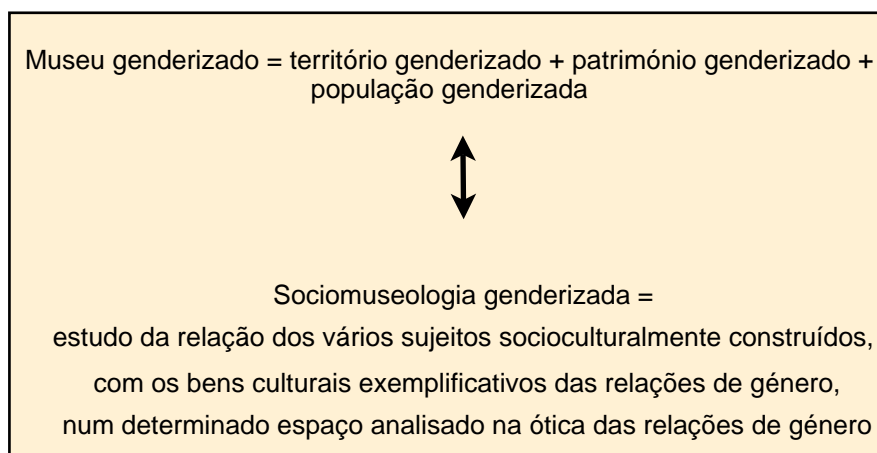 Museu genderizado = território genderizado + património genderizado +
população genderizada
Sociomuseologia genderizada =
estudo da relação dos vários sujeitos socioculturalmente construídos,
com os bens culturais exemplificativos das relações de género,
num determinado espaço analisado na ótica das relações de género